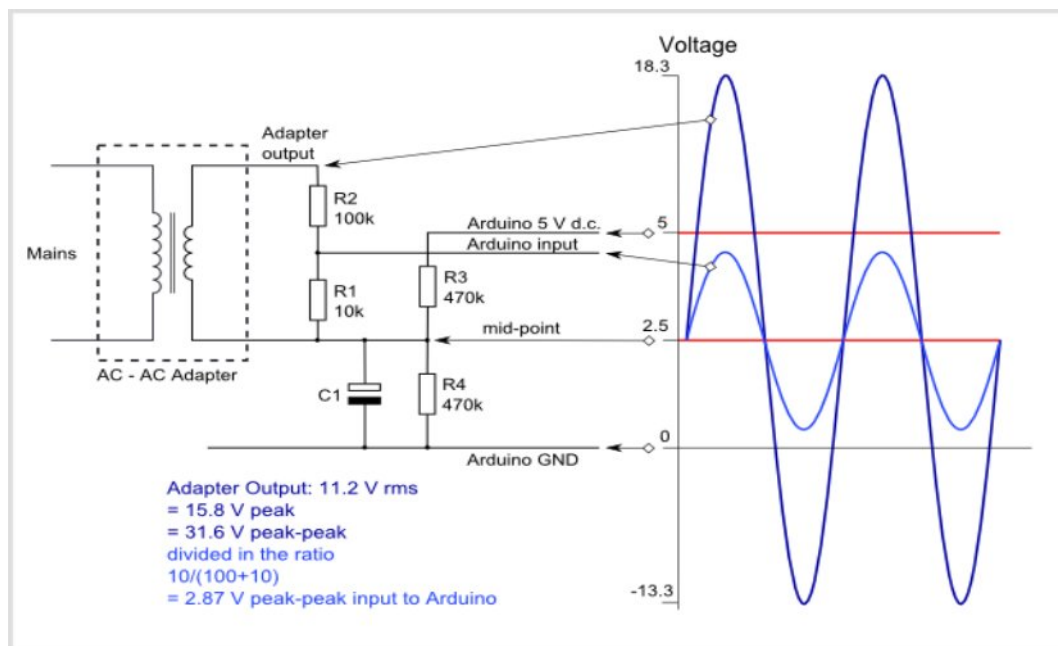 Voltage
18.3
Adapter
output
R2
100k
Arduino 5 V d.c.
5
Arduino input
Mains
R3
470k
R1
10k
mid-point
2.5
AC - AC Adapter
C1
R4
470k
0
Arduino GND
Adapter Output: 11.2 V rms
= 15.8 V peak
= 31.6 V peak-peak
divided in the ratio
10/(100+10)
= 2.87 V peak-peak input to Arduino
-13.3